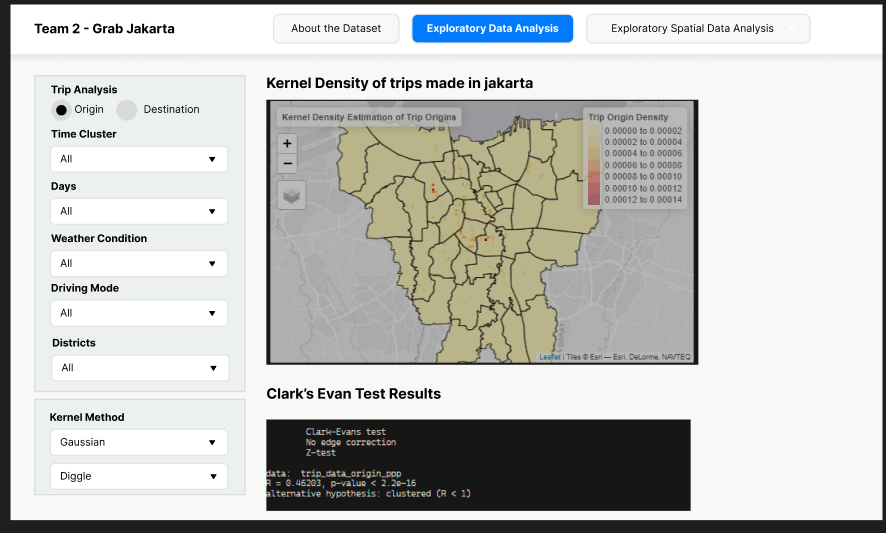 Team 2 - Grab Jakarta
About the Dataset
Exploratory Data Analysis
Exploratory Spatial Data Analysis
Trip Analysis
Origin
Destination
Time Cluster
All
Days
All
Weather Condition
All
Driving Mode
All
Districts
All
Kernel Method
Gaussian
Diggle
Kernel Density of trips made in jakarta
Kernel Density Estimation of Trip Origins
+
−
Trip Origin Density
0.00000 to 0.00002
0.00002 to 0.00004
0.00004 to 0.00006
0.00006 to 0.00008
0.00008 to 0.00010
0.00010 to 0.00012
0.00012 to 0.00014
Leaflet | Tiles © Esri — Esri, DeLorme, NAVTEQ
Clark’s Evan Test Results
Clark-Evans test
No edge correction
Z-test
data: trip_data_origin_ppp
R = 0.46203, p-value < 2.2e-16
alternative hypothesis: clustered (R < 1)